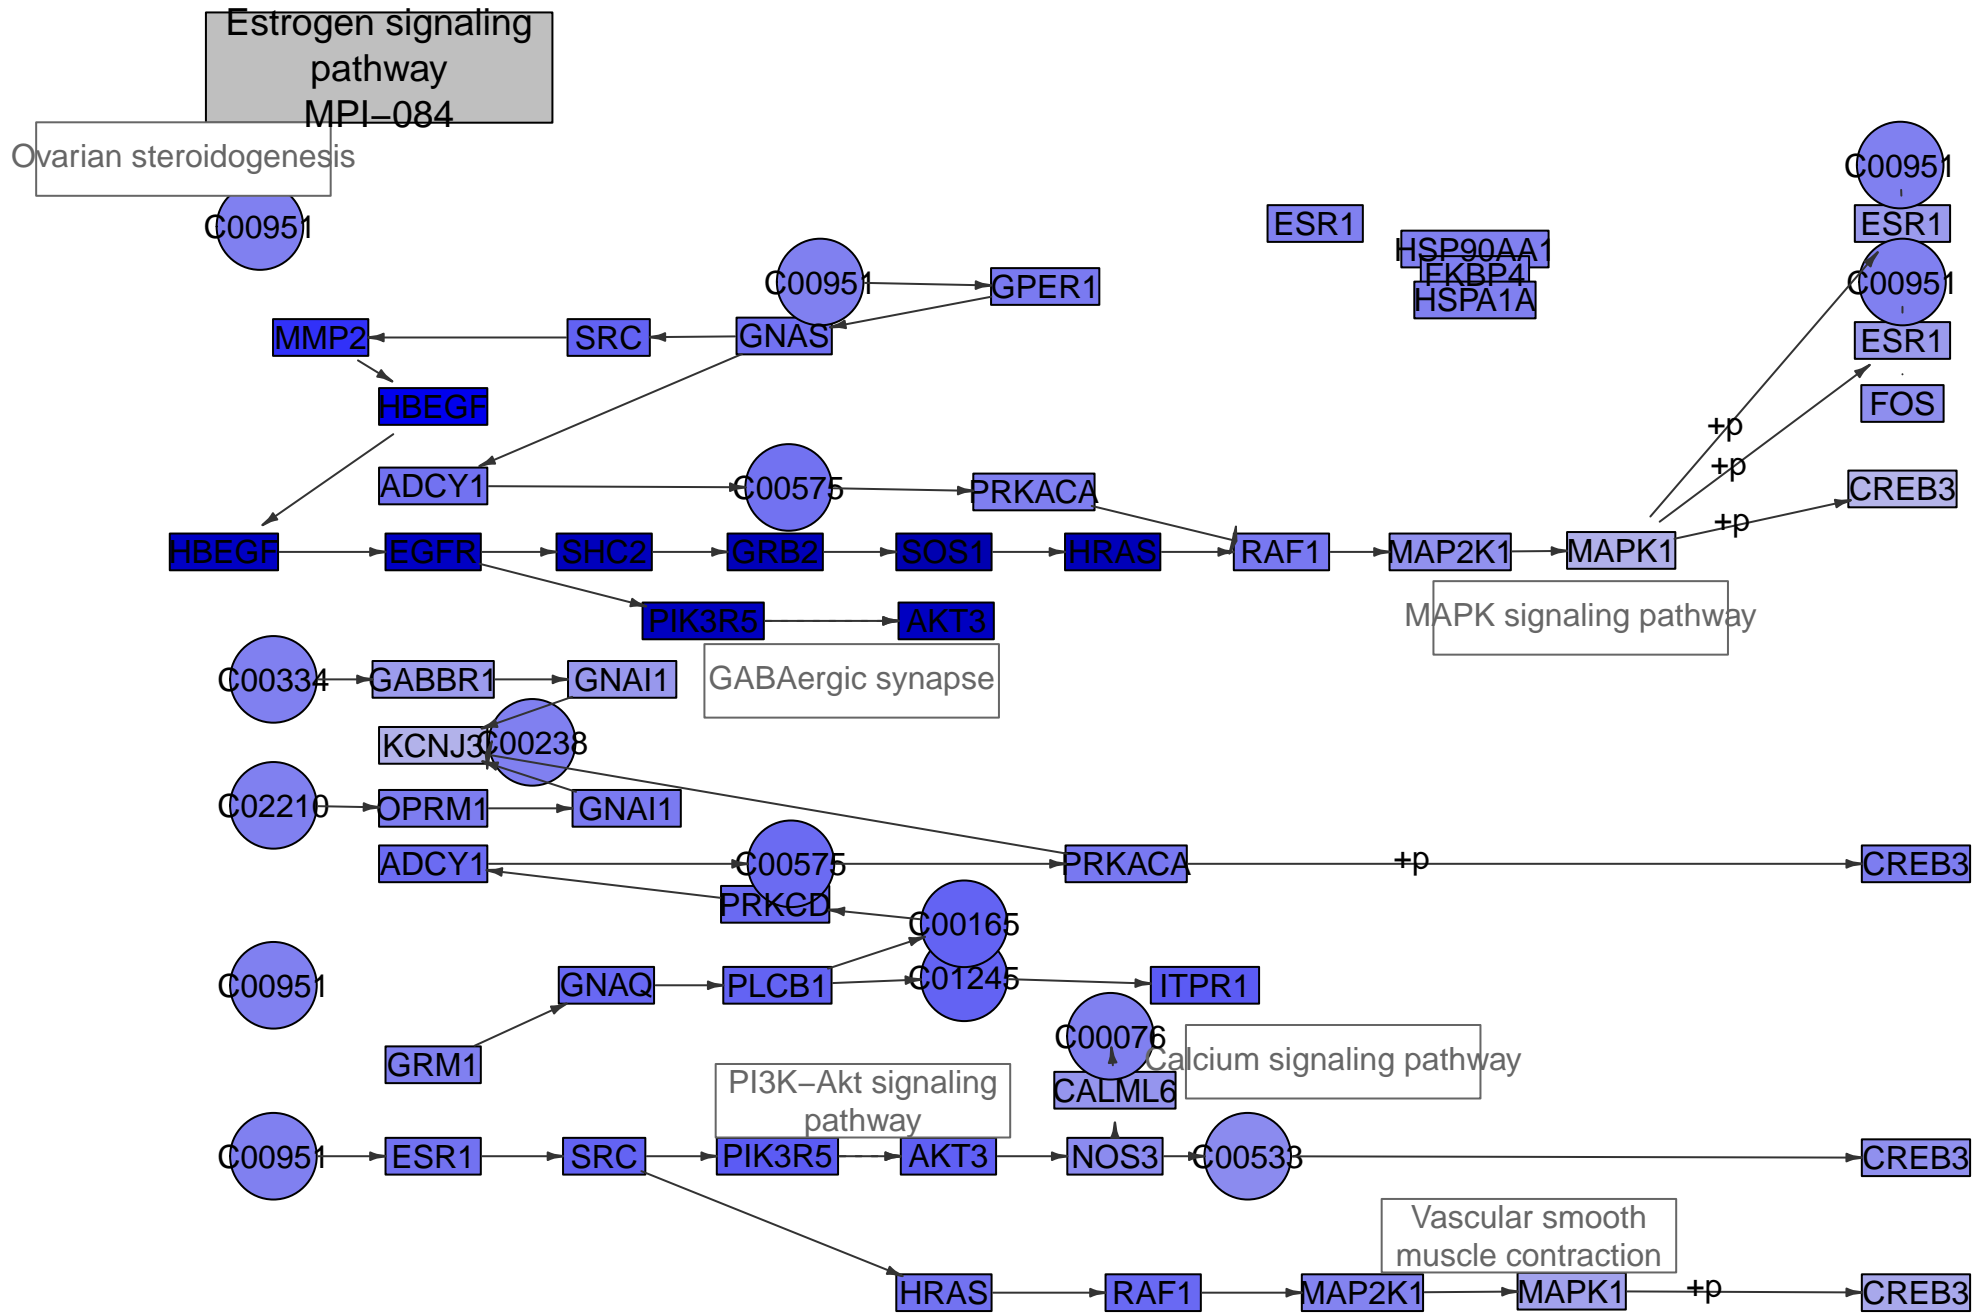 Estrogen signaling
pathway
MPI−084
Ovarian steroidogenesis
C00951
C00951
ESR1
C00951
ESR1
HSP90AA1
FKBP4
HSPA1A
C00951
GPER1
C00951
MMP2
SRC
GNAS
ESR1
HBEGF
FOS
+p
+p
ADCY1
C00575
PRKACA
CREB3
+p
HBEGF
EGFR
SHC2
GRB2
SOS1
HRAS
RAF1
MAP2K1
MAPK1
PIK3R5
AKT3
MAPK signaling pathway
C00334
GABBR1
GNAI1
GABAergic synapse
KCNJ3
C00238
C02210
OPRM1
GNAI1
ADCY1
C00575
PRKACA
+p
CREB3
PRKCD
C00165
C00951
GNAQ
PLCB1
C01245
ITPR1
C00076
Calcium signaling pathway
GRM1
CALML6
PI3K−Akt signaling
pathway
C00951
ESR1
SRC
PIK3R5
AKT3
NOS3
C00533
CREB3
Vascular smooth
muscle contraction
HRAS
RAF1
MAP2K1
MAPK1
+p
CREB3